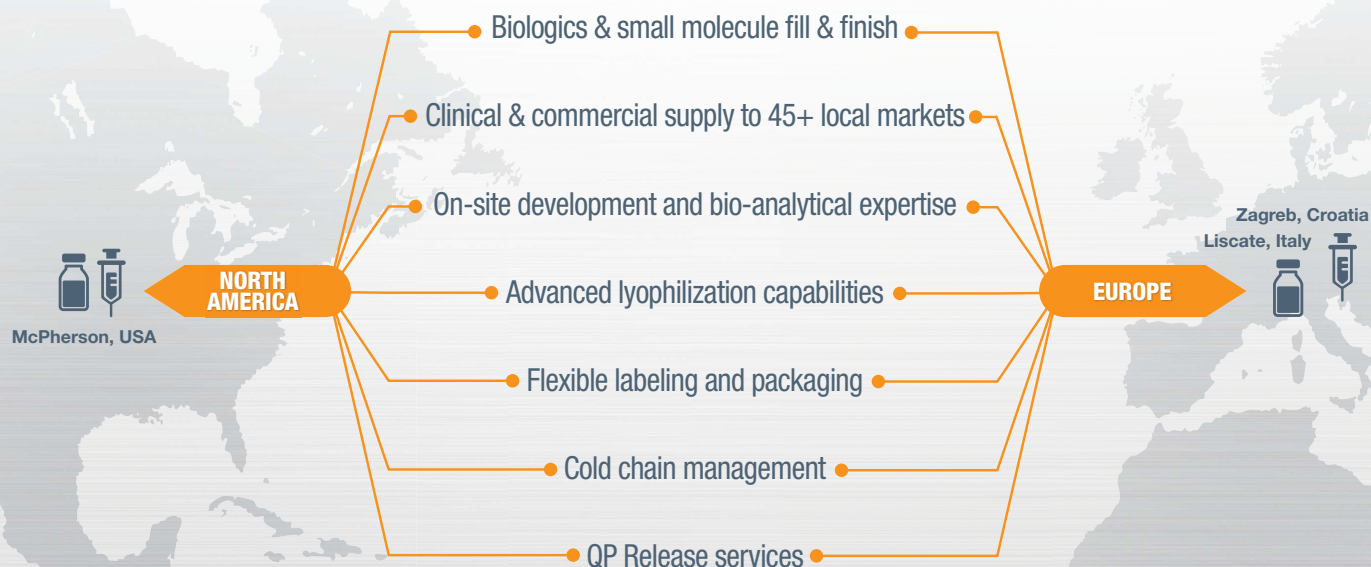 Biologics & small molecule fill & finish
Clinical & commercial supply to 45+ local markets
On-site development and bio-analytical expertise
Zagreb, Croatia
Liscate, Italy
NORTH
AMERICA
Advanced lyophilization capabilities
EUROPE
McPherson, USA
Flexible labeling and packaging
Cold chain management
QP Release services